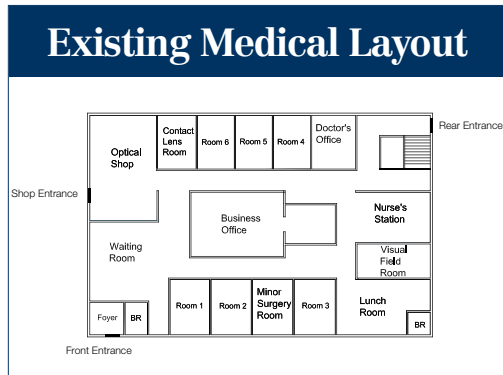 Existing Medical Layout
Contact
Lens
Room
Room 6
Room 5
Room 4
Doctor's
Office
Rear Entrance
Optical
Shop
Shop Entrance
Business
Office
Nurse's
Station
Waiting
Room
Visual
Field
Room
Room 1
Room 2
Minor
Surgery
Room
Room 3
Lunch
Room
Foyer
BR
BR
Front Entrance